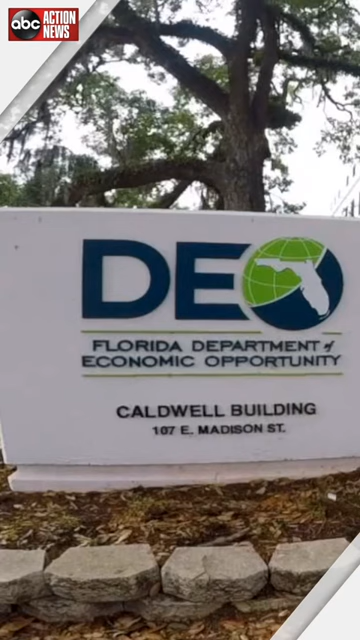 abc ACTION
NEWS
DEO
FLORIDA DEPARTMENT of
ECONOMIC OPPORTUNITY
CALDWELL BUILDING
107 E. MADISON ST.